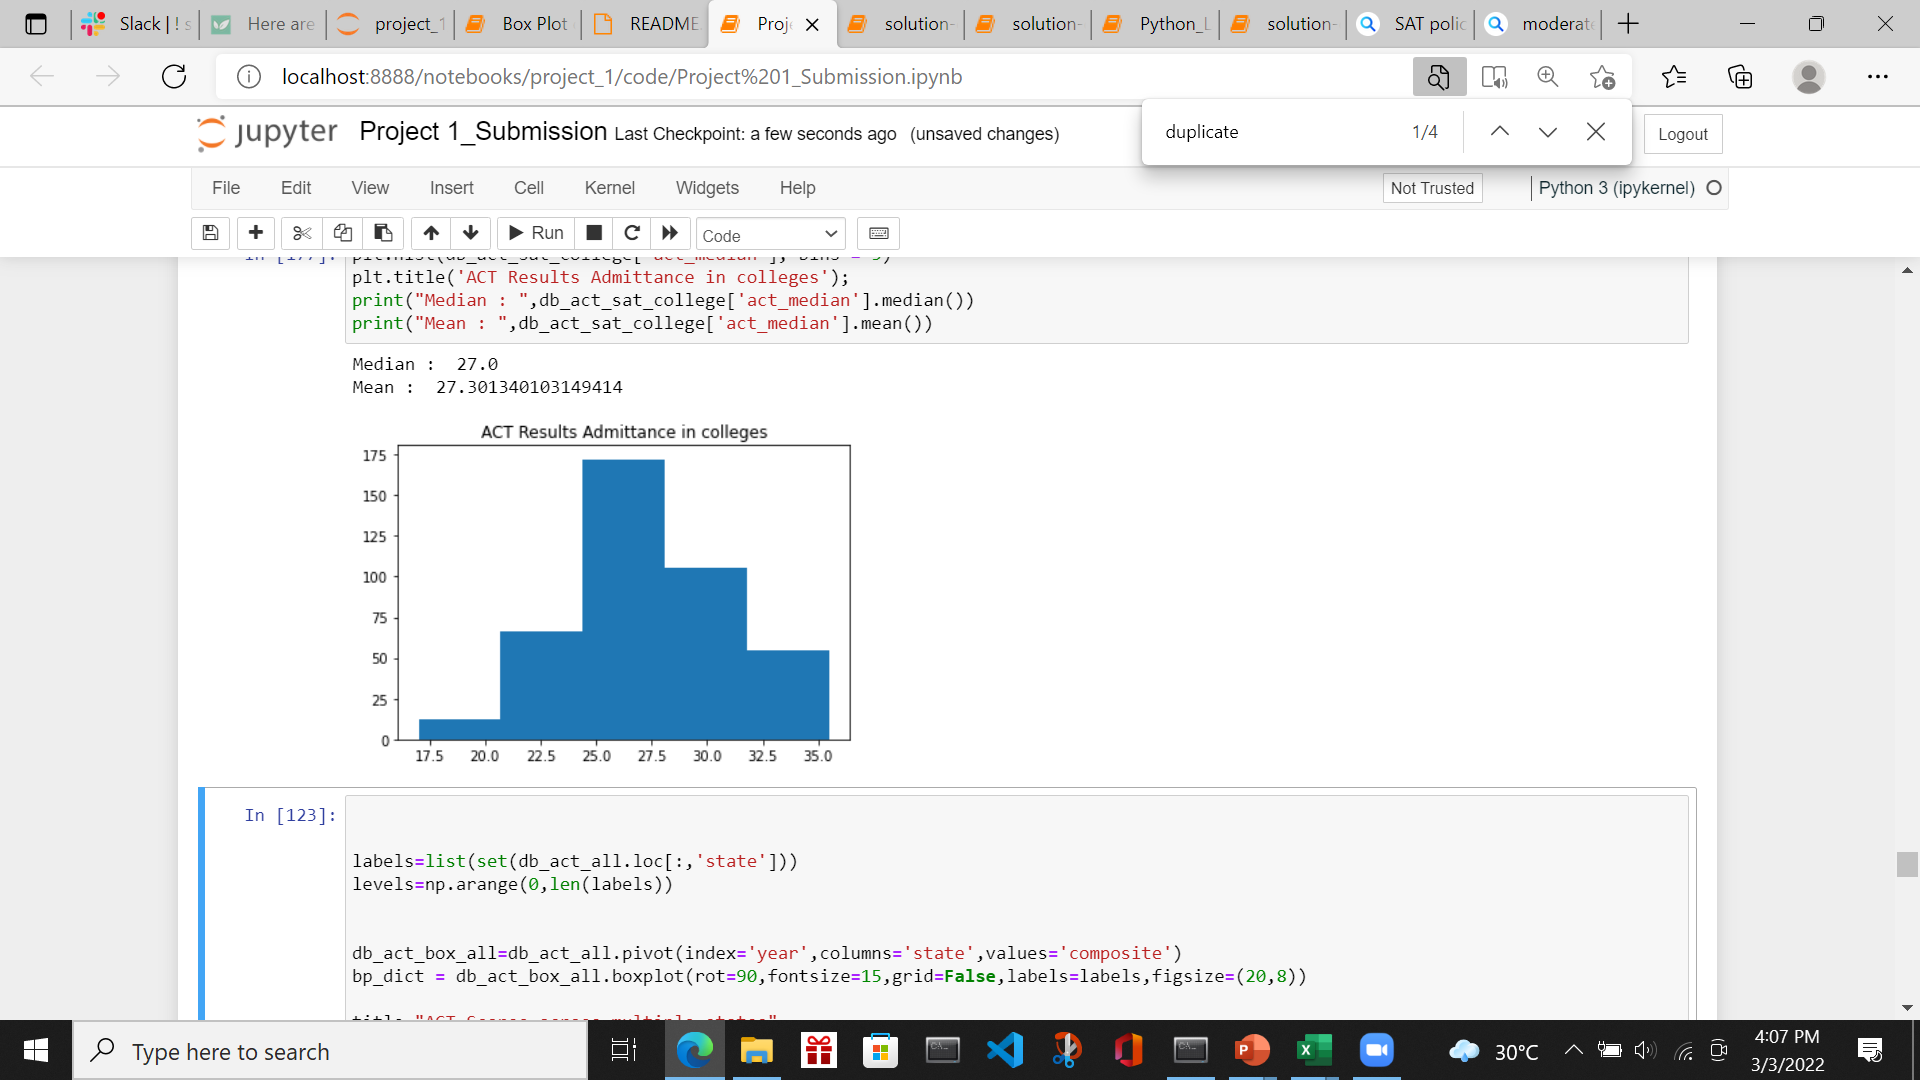 Slack | ! s
Here are
project_1
Box Plot
README.
Proje
solution-
solution-
Python_L
solution-
SAT polic
moderate
localhost:8888/notebooks/project_1/code/Project%201_Submission.ipynb
duplicate 1/4
jupyter Project 1_Submission Last Checkpoint: a few seconds ago (unsaved changes)
Logout
File Edit View Insert Cell Kernel Widgets Help
Not Trusted
Python 3 (ipykernel)
Run
Code
plt.title('ACT Results Admittance in colleges');
print("Median : ",db_act_sat_college['act_median'].median())
print("Mean : ",db_act_sat_college['act_median'].mean())
Median :  27.0
Mean :  27.301340103149414
ACT Results Admittance in colleges
175
150
125
100
75
50
25
0
17.5 20.0 22.5 25.0 27.5 30.0 32.5 35.0
In [123]:
labels=list(set(db_act_all.loc[:,'state']))
levels=np.arange(0,len(labels))
db_act_box_all=db_act_all.pivot(index='year',columns='state',values='composite')
bp_dict = db_act_box_all.boxplot(rot=90,fontsize=15,grid=False,labels=labels,figsize=(20,8))
Type here to search
30°C
4:07 PM
3/3/2022